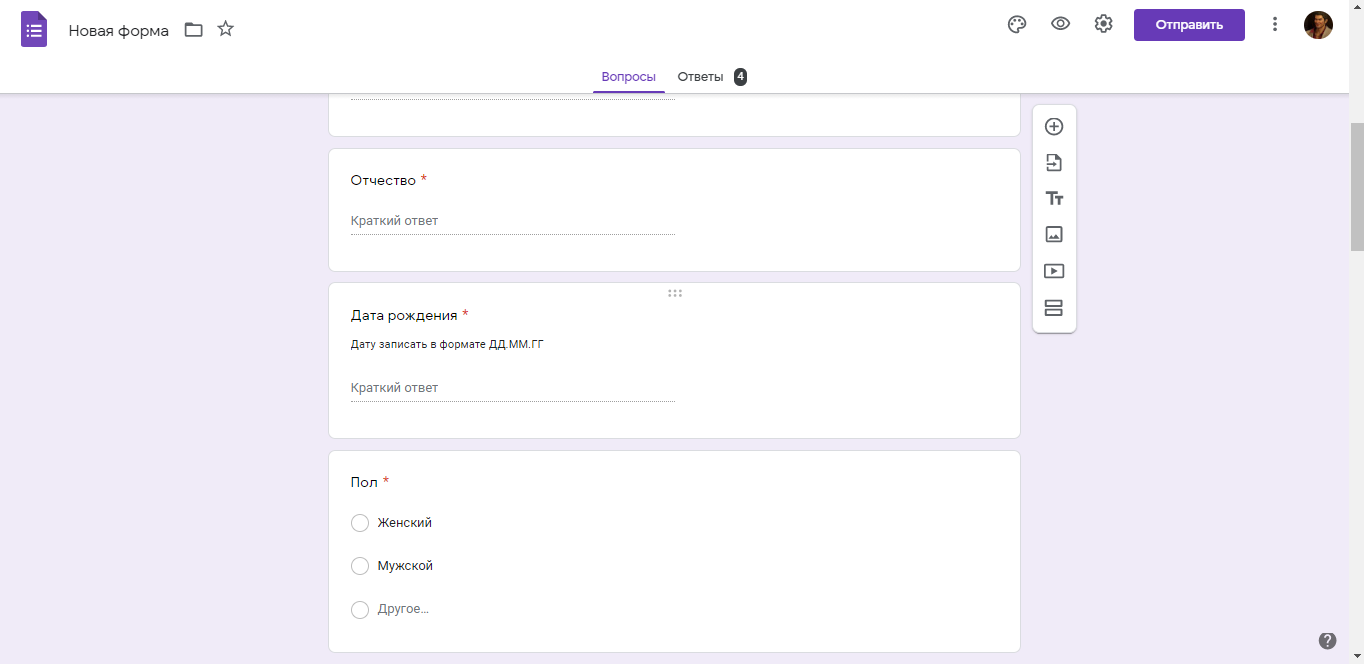 Новая форма
Отправить
Вопросы
Ответы 4
Отчество *
Краткий ответ
Дата рождения *
Дату записать в формате ДД.ММ.ГГ
Краткий ответ
Пол *
Женский
Мужской
Другое…